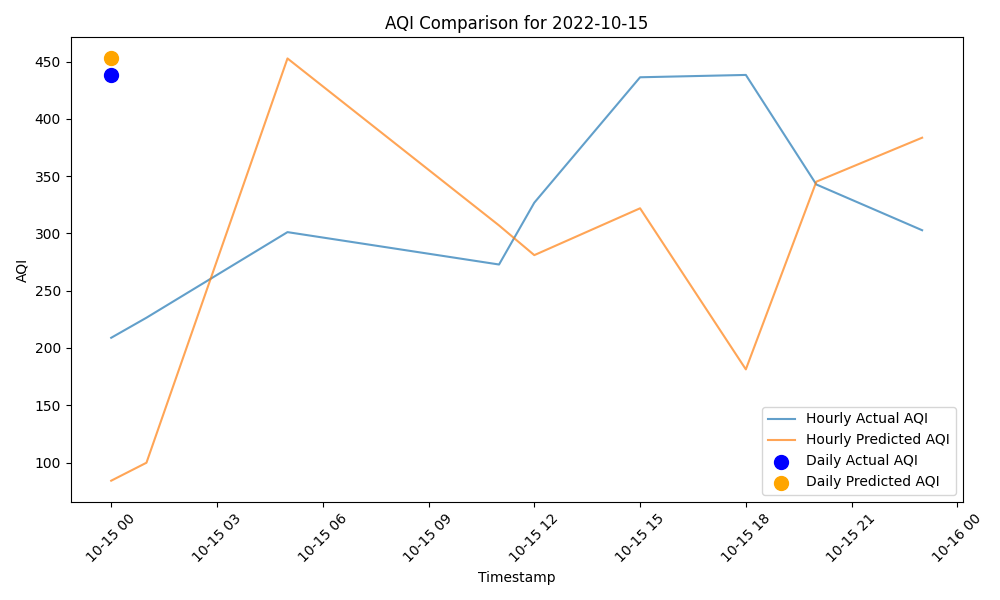 AQI Comparison for 2022-10-15
AQI
450
400
350
300
250
200
150
100
10-15 00
10-15 03
10-15 06
10-15 09
10-15 12
10-15 15
10-15 18
10-15 21
10-16 00
Timestamp
Hourly Actual AQI
Hourly Predicted AQI
Daily Actual AQI
Daily Predicted AQI